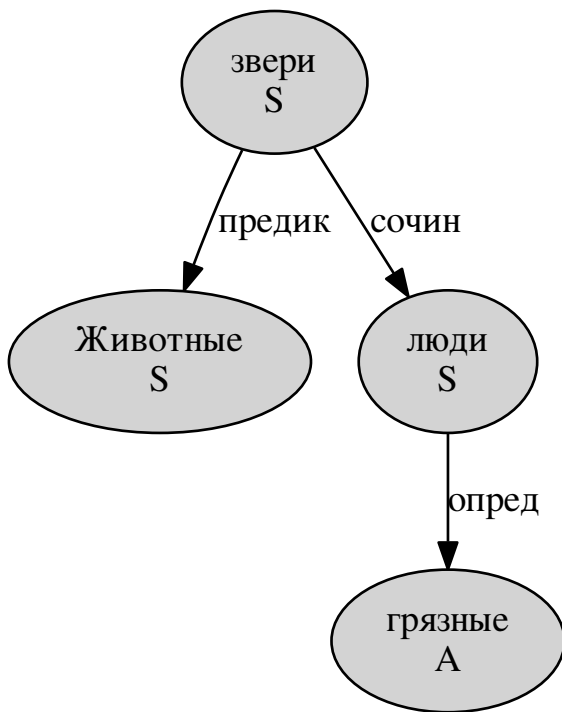 звери
S
предик
сочин
Животные
S
люди
S
опред
грязные
A